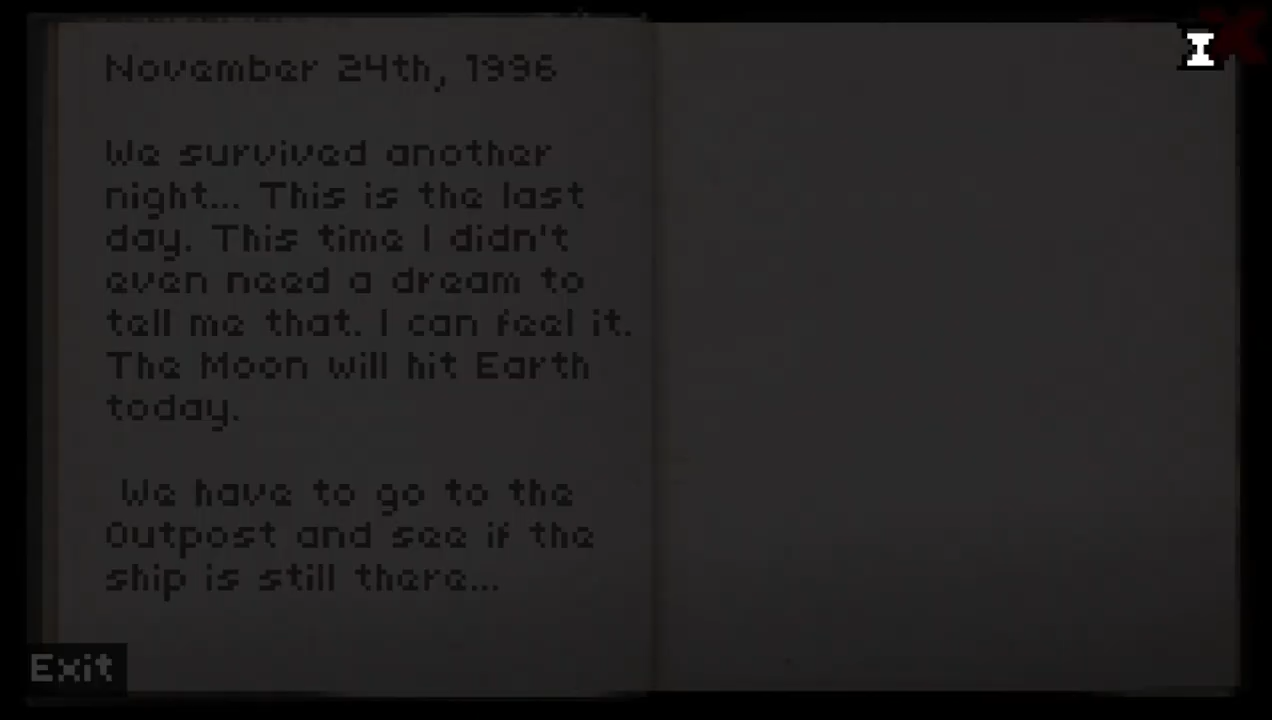 November 24th, 1996
We survived another
night... This is the last
day. This time I didn't
even need a dream to
tell me that. I can feel it.
The Moon will hit Earth
today.
We have to go to the
Outpost and see if the
ship is still there...
Exit